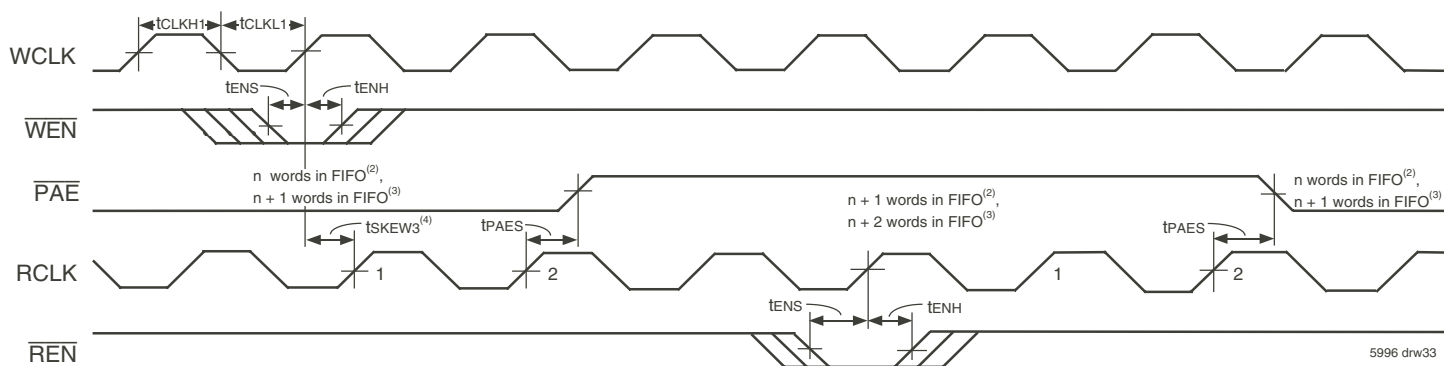 tCLKH1 tCLKL1
WCLK
tENS tENH
WEN
n words in FIFO(2),
n + 1 words in FIFO(3)
PAE
n + 1 words in FIFO(2),
n + 2 words in FIFO(3)
n words in FIFO(2),
n + 1 words in FIFO(3)
tSKEW3(4) tPAES tPAES
RCLK 1 2 1 2
tENS tENH
REN
5996 drw33